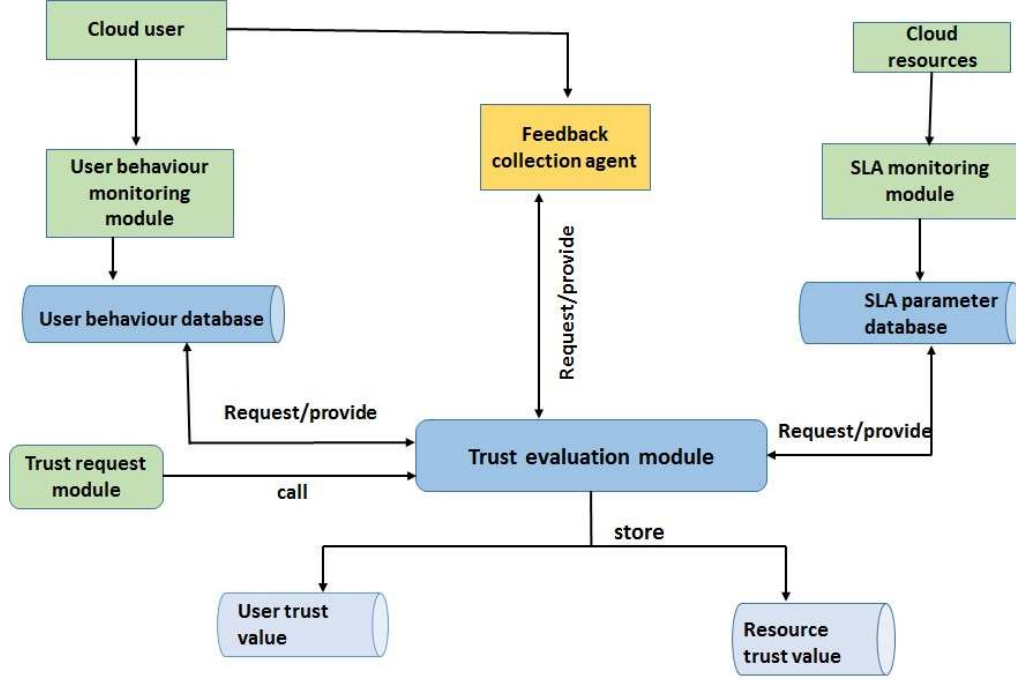 Cloud user
Cloud
resources
Feedback
collection agent
User behaviour
monitoring
module
SLA monitoring
module
Request/provide
User behaviour database
SLA parameter
database
Request/provide
Request/provide
Trust evaluation module
Trust request
module
call
store
User trust
value
Resource
trust value